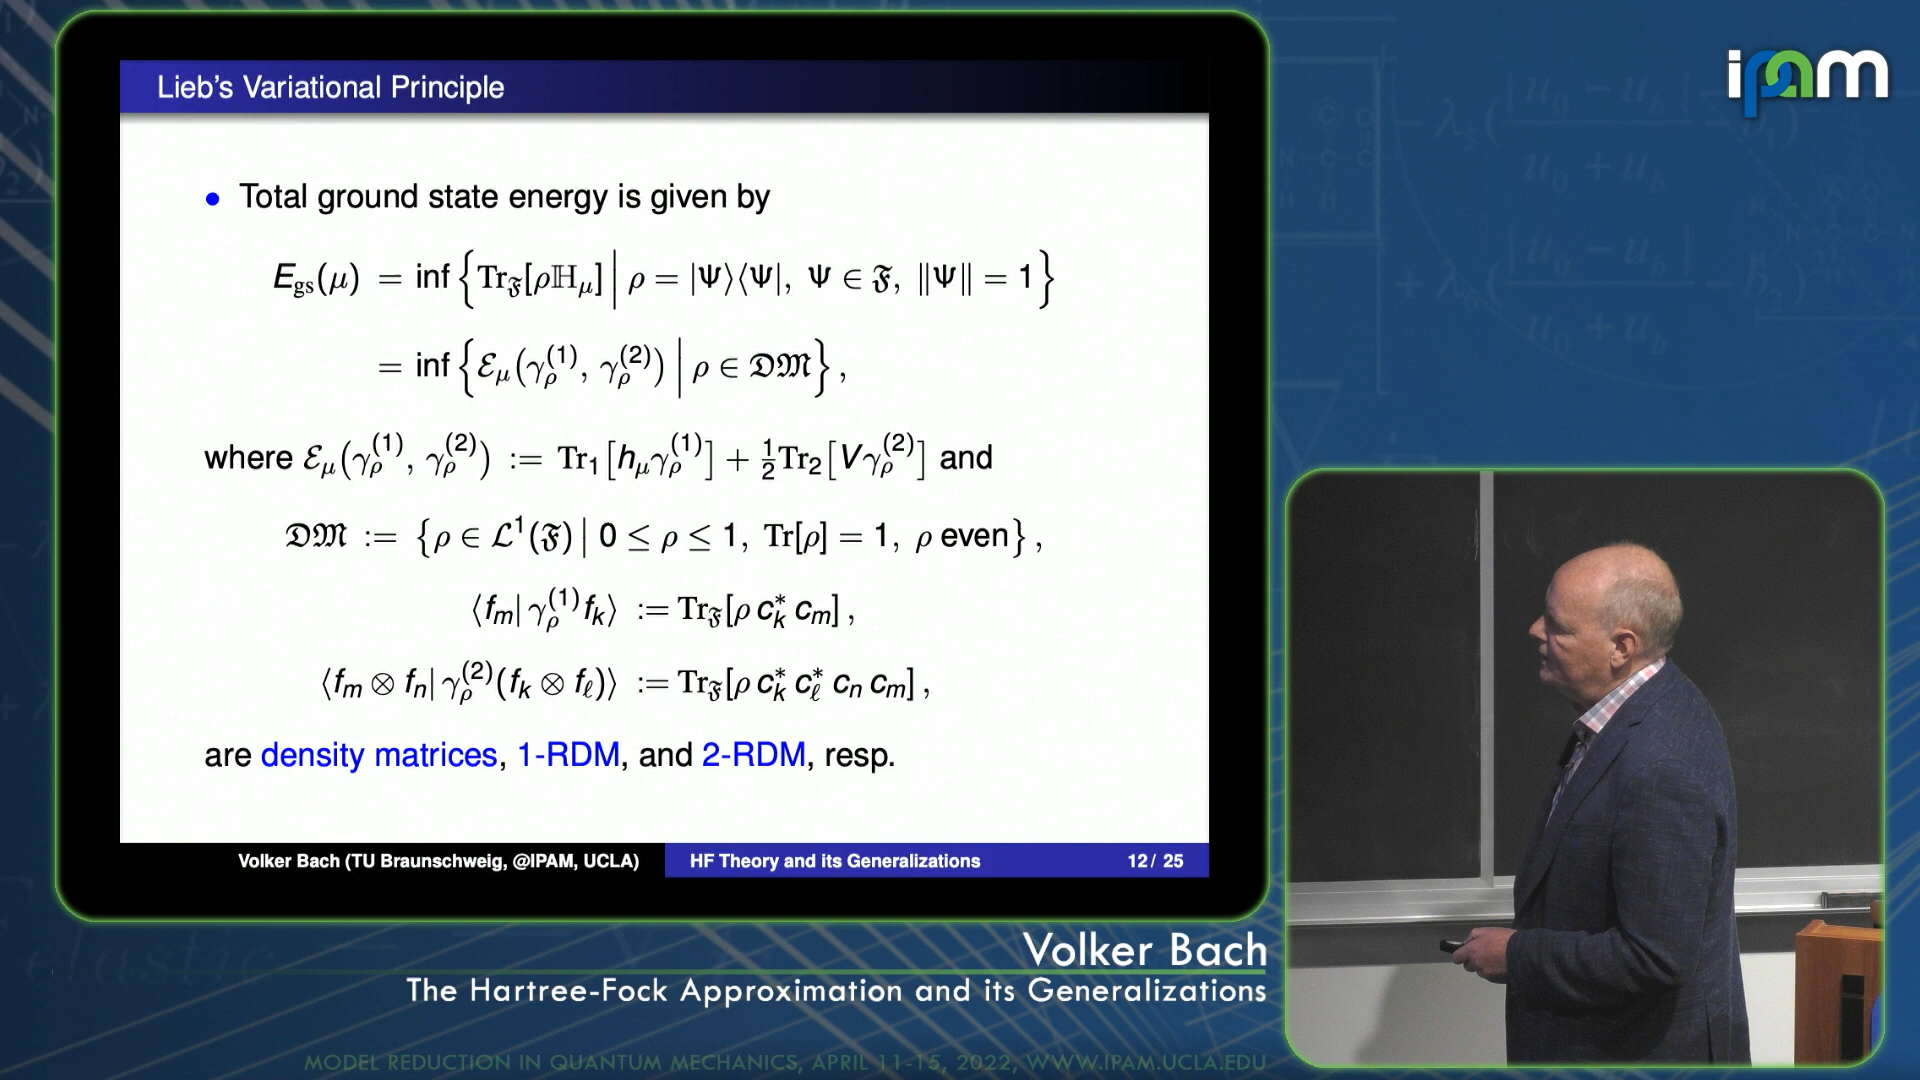 Lieb's Variational Principle
ipam
• Total ground state energy is given by
E_gs(μ) = inf { Tr_𝔉[ρℍ_μ] | ρ = |Ψ⟩⟨Ψ|, Ψ ∈ 𝔉, ‖Ψ‖ = 1 }
= inf { ℰ_μ(γ_ρ^(1), γ_ρ^(2)) | ρ ∈ 𝔇𝔐 } ,
where ℰ_μ(γ_ρ^(1), γ_ρ^(2)) := Tr₁[h_μ γ_ρ^(1)] + ½Tr₂[Vγ_ρ^(2)] and
𝔇𝔐 := {ρ ∈ ℒ¹(𝔉) | 0 ≤ ρ ≤ 1, Tr[ρ] = 1, ρ even} ,
⟨f_m| γ_ρ^(1) f_k⟩ := Tr_𝔉[ρ c_k^* c_m] ,
⟨f_m ⊗ f_n| γ_ρ^(2)(f_k ⊗ f_ℓ)⟩ := Tr_𝔉[ρ c_k^* c_ℓ^* c_n c_m] ,
are density matrices, 1-RDM, and 2-RDM, resp.
Volker Bach (TU Braunschweig, @IPAM, UCLA) HF Theory and its Generalizations 12 / 25
Volker Bach
The Hartree-Fock Approximation and its Generalizations
MODEL REDUCTION IN QUANTUM MECHANICS, APRIL 11-15, 2022, WWW.IPAM.UCLA.EDU